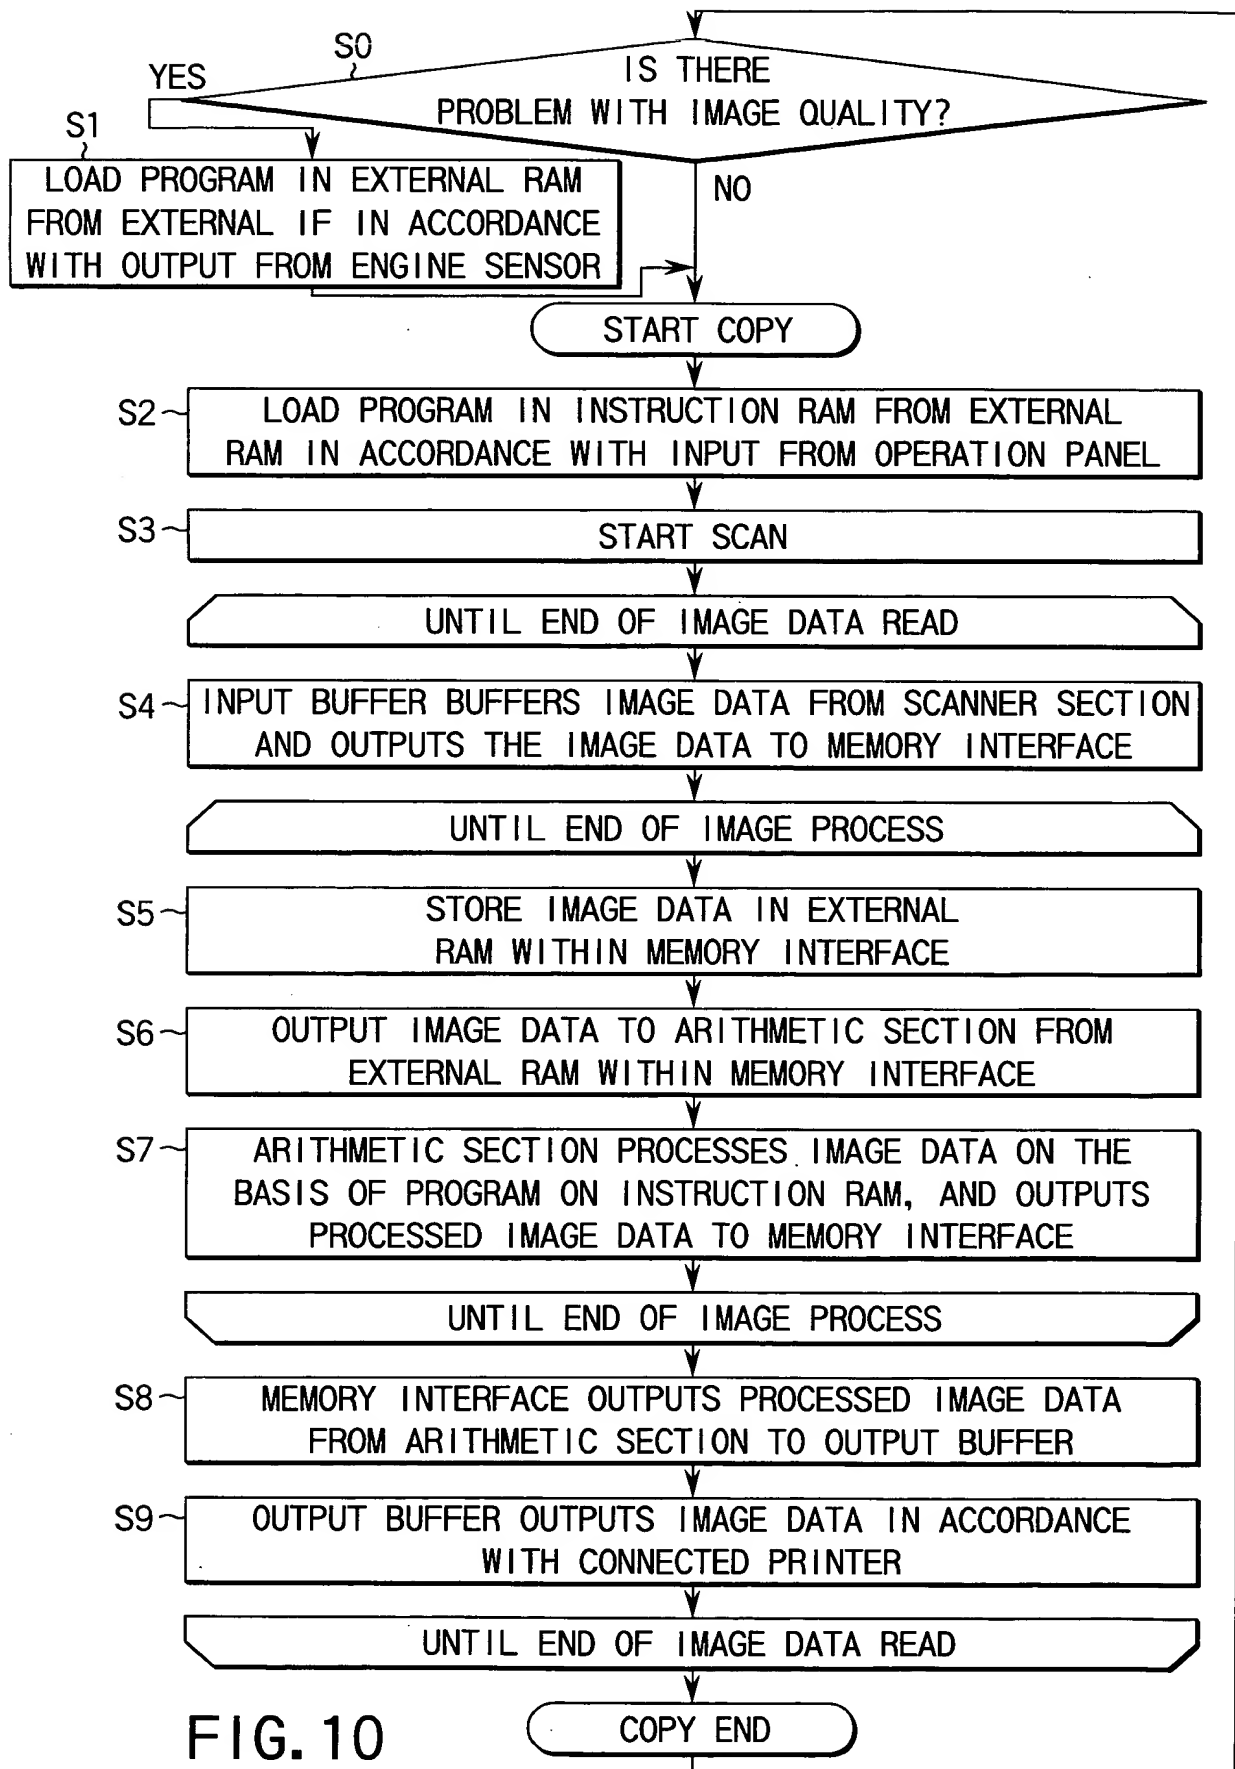 S0
IS THERE
PROBLEM WITH IMAGE QUALITY?
YES
NO
S1
LOAD PROGRAM IN EXTERNAL RAM
FROM EXTERNAL IF IN ACCORDANCE
WITH OUTPUT FROM ENGINE SENSOR
START COPY
S2
LOAD PROGRAM IN INSTRUCTION RAM FROM EXTERNAL
RAM IN ACCORDANCE WITH INPUT FROM OPERATION PANEL
S3
START SCAN
UNTIL END OF IMAGE DATA READ
S4
INPUT BUFFER BUFFERS IMAGE DATA FROM SCANNER SECTION
AND OUTPUTS THE IMAGE DATA TO MEMORY INTERFACE
UNTIL END OF IMAGE PROCESS
S5
STORE IMAGE DATA IN EXTERNAL
RAM WITHIN MEMORY INTERFACE
S6
OUTPUT IMAGE DATA TO ARITHMETIC SECTION FROM
EXTERNAL RAM WITHIN MEMORY INTERFACE
S7
ARITHMETIC SECTION PROCESSES IMAGE DATA ON THE
BASIS OF PROGRAM ON INSTRUCTION RAM, AND OUTPUTS
PROCESSED IMAGE DATA TO MEMORY INTERFACE
UNTIL END OF IMAGE PROCESS
S8
MEMORY INTERFACE OUTPUTS PROCESSED IMAGE DATA
FROM ARITHMETIC SECTION TO OUTPUT BUFFER
S9
OUTPUT BUFFER OUTPUTS IMAGE DATA IN ACCORDANCE
WITH CONNECTED PRINTER
UNTIL END OF IMAGE DATA READ
COPY END
FIG. 10